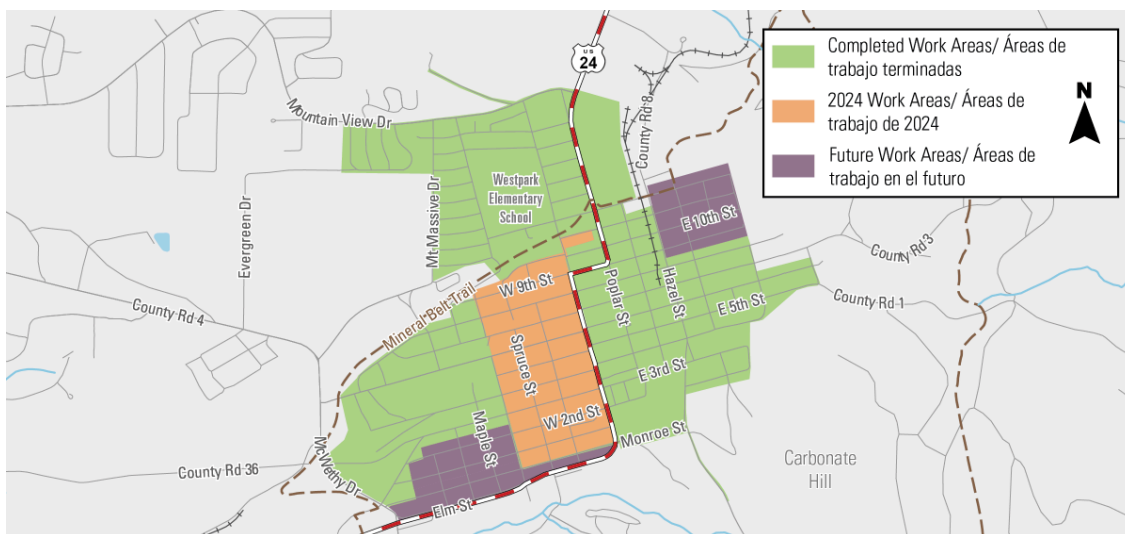 U S
24
Completed Work Areas/ Áreas de
trabajo terminadas
2024 Work Areas/ Áreas de
trabajo de 2024
Future Work Areas/ Áreas de
trabajo en el futuro
N
Mountain View Dr
County Rd 8
Westpark
Elementary
School
Mt Massive Dr
Evergreen Dr
E 10th St
County Rd 3
W 9th St
Poplar St
Hazel St
E 5th St
County Rd 1
Mineral Belt Trail
County Rd 4
Spruce St
E 3rd St
Maple St
W 2nd St
Monroe St
McWethy Dr
County Rd 36
Elm St
Carbonate
Hill